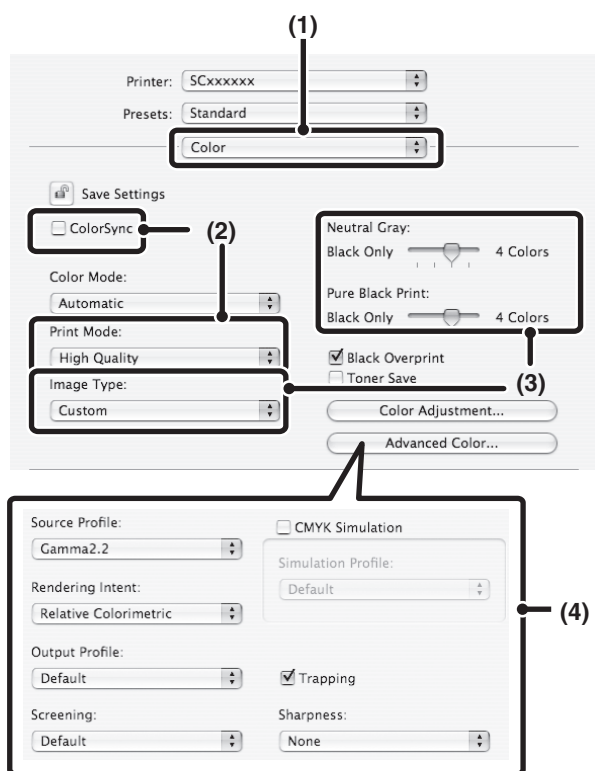 (1)
Printer: SCxxxxxx
Presets: Standard
Color
Save Settings
ColorSync
(2)
Color Mode:
Automatic
Print Mode:
High Quality
Image Type:
Custom
Neutral Gray:
Black Only 4 Colors
Pure Black Print:
Black Only 4 Colors
Black Overprint
Toner Save
(3)
Color Adjustment...
Advanced Color...
Source Profile:
Gamma2.2
Rendering Intent:
Relative Colorimetric
Output Profile:
Default
Screening:
Default
CMYK Simulation
Simulation Profile:
Default
Trapping
Sharpness:
None
(4)